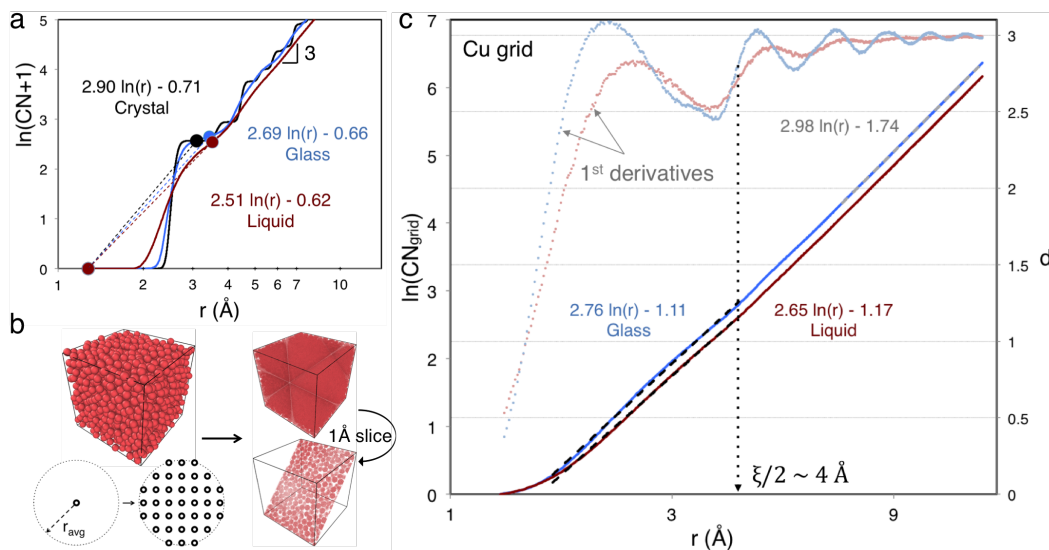 a
5
4
3
2
1
0
ln(CN+1)
3
2.90 ln(r) - 0.71
Crystal
2.69 ln(r) - 0.66
Glass
2.51 ln(r) - 0.62
Liquid
1
2
3
4
5
6
7
10
r (Å)
b
1Å slice
r_avg
c
7
6
5
4
3
2
1
0
ln(CN_grid)
Cu grid
1st derivatives
2.98 ln(r) - 1.74
2.76 ln(r) - 1.11
Glass
2.65 ln(r) - 1.17
Liquid
ξ/2 ~ 4 Å
3
2.5
2
1.5
1
0.5
0
d
1
3
9
r (Å)